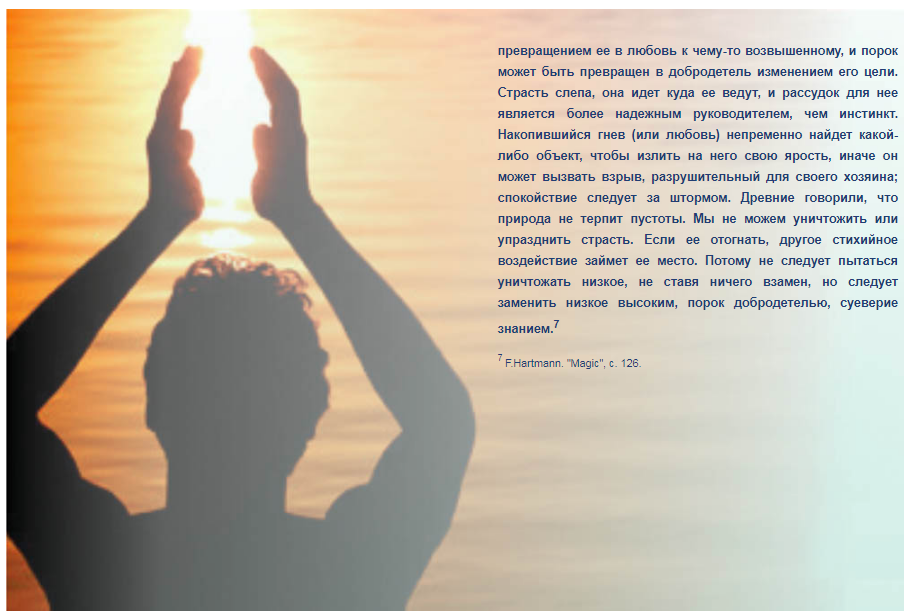 превращением ее в любовь к чему-то возвышенному, и порок
может быть превращен в добродетель изменением его цели.
Страсть слепа, она идет куда ее ведут, и рассудок для нее
является более надежным руководителем, чем инстинкт.
Накопившийся гнев (или любовь) непременно найдет какой-
либо объект, чтобы излить на него свою ярость, иначе он
может вызвать взрыв, разрушительный для своего хозяина;
спокойствие следует за штормом. Древние говорили, что
природа не терпит пустоты. Мы не можем уничтожить или
упразднить страсть. Если ее отогнать, другое стихийное
воздействие займет ее место. Потому не следует пытаться
уничтожать низкое, не ставя ничего взамен, но следует
заменить низкое высоким, порок добродетелью, суеверие
знанием.7
7 F.Hartmann. "Magic", с. 126.